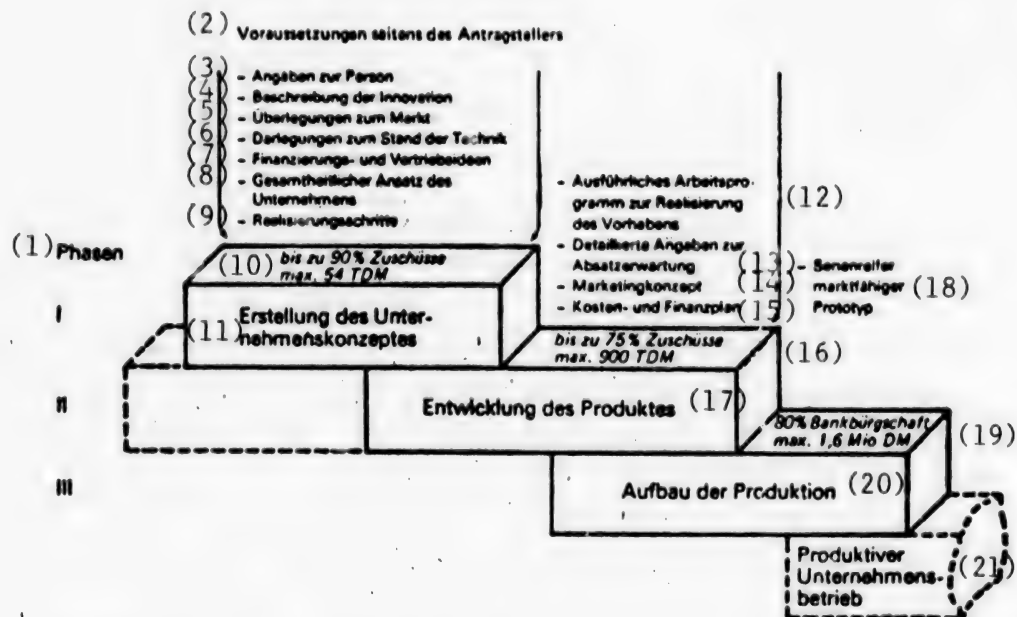 (2) Voraussetzungen seitens des Antragstellers
(3) - Angaben zur Person
(4) - Beschreibung der Innovation
(5) - Überlegungen zum Markt
(6) - Darlegungen zum Stand der Technik
(7) - Finanzierungs- und Vertriebsideen
(8) - Gesamtheitlicher Ansatz des
Unternehmens
(9) - Realisierungsschritte
- Ausführliches Arbeitspro-
gramm zur Realisierung
des Vorhabens
(12)
- Detaillierte Angaben zur
Absatzerwartung (13)
- Marketingkonzept (14)
- Kosten- und Finanzplan (15)
- Serienreifer
marktfähiger (18)
Prototyp
(1) Phasen
(10) bis zu 90% Zuschüsse
max. 54 TDM
I
(11) Erstellung des Unter-
nehmenskonzeptes
bis zu 75% Zuschüsse
max. 900 TDM
(16)
II
Entwicklung des Produktes (17)
80% Bankbürgschaft
max. 1,6 Mio DM
(19)
III
Aufbau der Produktion (20)
Produktiver
Unternehmens- (21)
betrieb